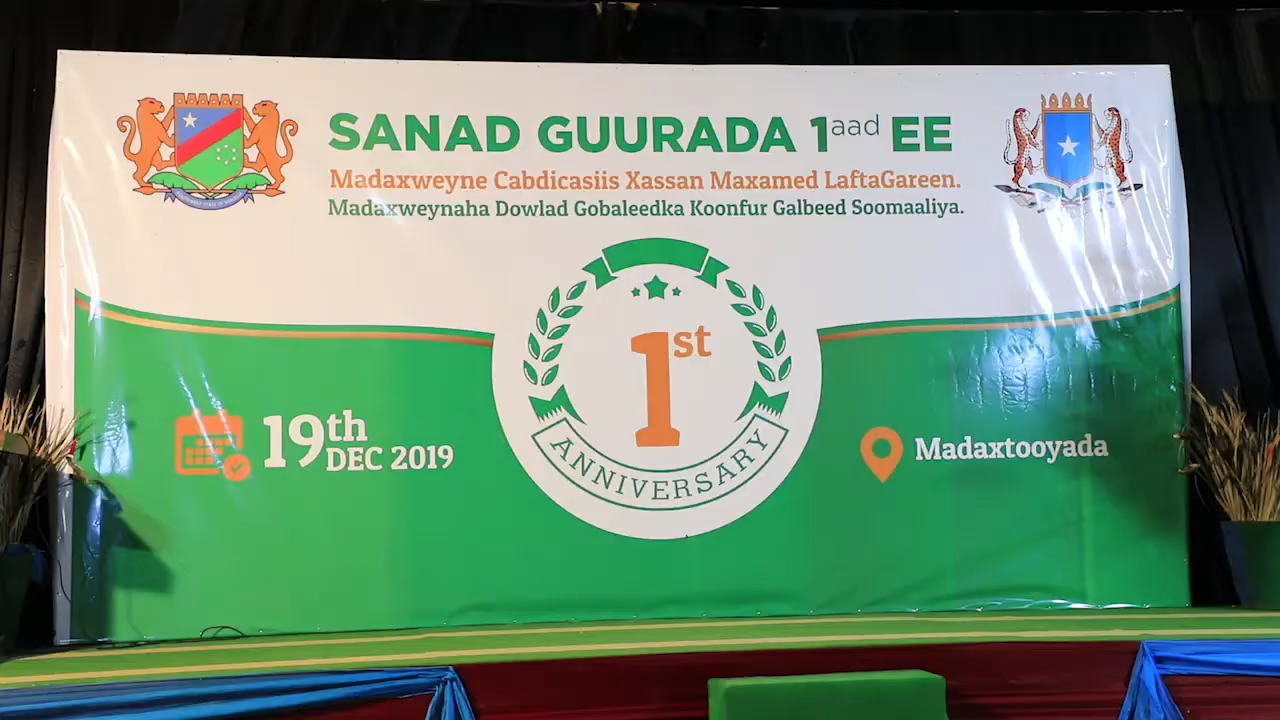 SANAD GUURADA 1aad EE
Madaxweyne Cabdicasiis Xassan Maxamed LaftaGareen.
Madaxweynaha Dowlad Gobaleedka Koonfur Galbeed Soomaaliya.
1st
ANNIVERSARY
19th
DEC 2019
Madaxtooyada